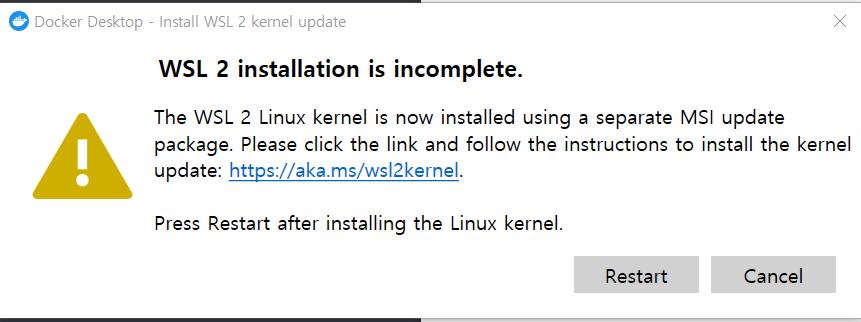 Docker Desktop - Install WSL 2 kernel update
WSL 2 installation is incomplete.
The WSL 2 Linux kernel is now installed using a separate MSI update
package. Please click the link and follow the instructions to install the kernel
update: https://aka.ms/wsl2kernel.
Press Restart after installing the Linux kernel.
Restart
Cancel